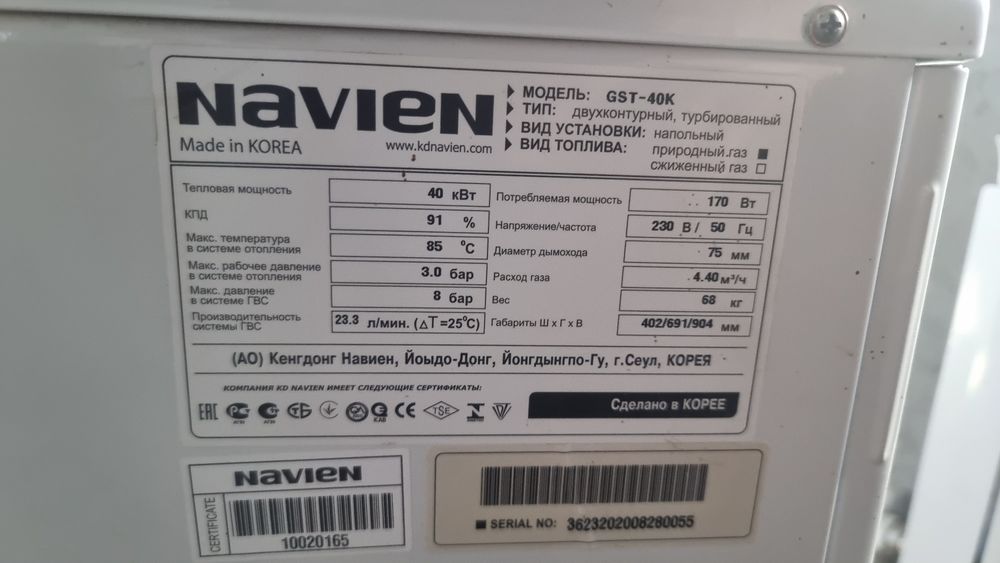 NAVIEN
Made in KOREA
www.kdnavien.com
МОДЕЛЬ: GST-40K
ТИП: двухконтурный, турбированный
ВИД УСТАНОВКИ: напольный
ВИД ТОПЛИВА: природный газ
сжиженный газ
Тепловая мощность 40 кВт
КПД 91 %
Макс. температура
в системе отопления 85 °C
Макс. рабочее давление
в системе отопления 3.0 бар
Макс. давление
в системе ГВС 8 бар
Производительность
системы ГВС 23.3 л/мин. (△T=25°C)
Потребляемая мощность 170 Вт
Напряжение/частота 230 В/ 50 Гц
Диаметр дымохода 75 мм
Расход газа 4.40 м³/ч
Вес 68 кг
Габариты Ш х Г х В 402/691/904 мм
(АО) Кенгдонг Навиен, Йоыдо-Донг, Йонгдынгпо-Гу, г.Сеул, КОРЕЯ
КОМПАНИЯ KD NAVIEN ИМЕЕТ СЛЕДУЮЩИЕ СЕРТИФИКАТЫ:
EAC CE TSE
Сделано в КОРЕЕ
NAVIEN
CERTIFICATE
10020165
SERIAL NO: 3623202008280055